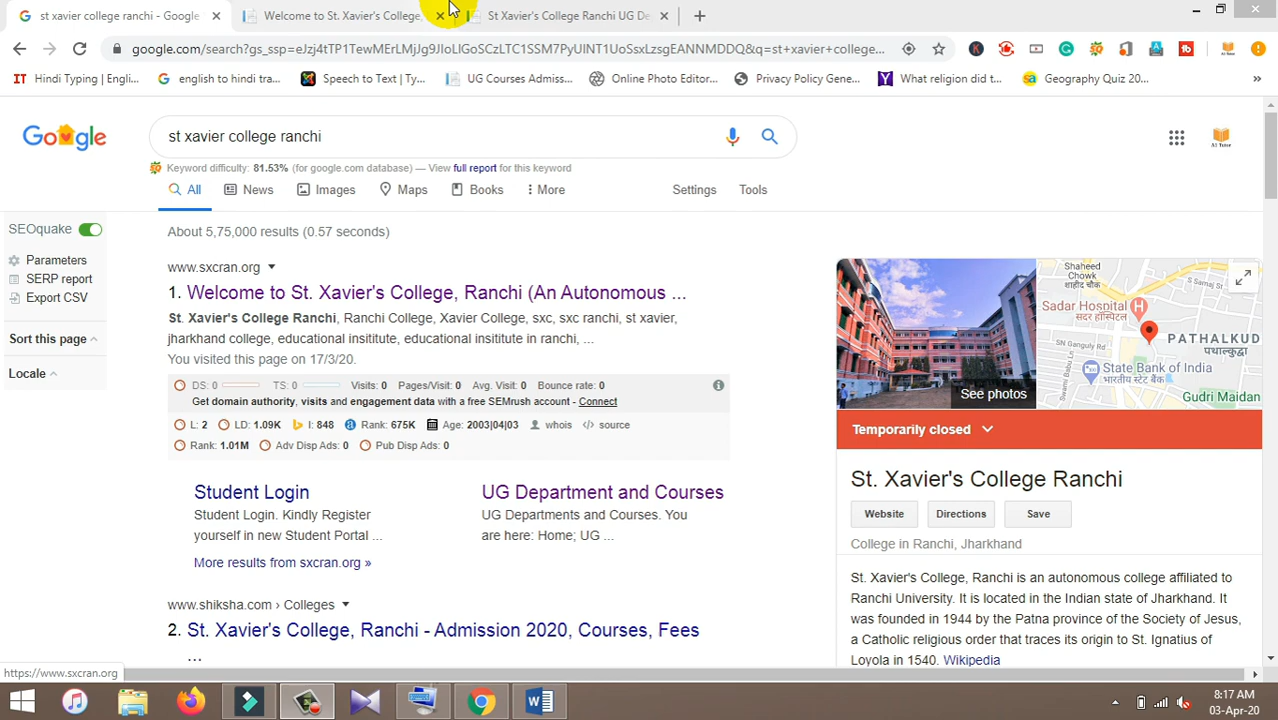 st xavier college ranchi - Google
Welcome to St. Xavier's College,
St Xavier's College Ranchi UG De
google.com/search?gs_ssp=eJzj4tTP1TewMErLMjJg9JIoLlGoSCzLTC1SSM7PyUlNT1UoSsxLzsgEANNMDDQ&q=st+xavier+college...
Hindi Typing | Engli...
english to hindi tra...
Speech to Text | Ty...
UG Courses Admiss...
Online Photo Editor...
Privacy Policy Gene...
What religion did t...
Geography Quiz 20...
»
Google
st xavier college ranchi
A1 Tutor
Keyword difficulty: 81.53% (for google.com database) — View full report for this keyword
All News Images Maps Books More Settings Tools
SEOquake
Parameters
SERP report
Export CSV
Sort this page
Locale
About 5,75,000 results (0.57 seconds)
www.sxcran.org
1. Welcome to St. Xavier's College, Ranchi (An Autonomous ...
St. Xavier's College Ranchi, Ranchi College, Xavier College, sxc, sxc ranchi, st xavier,
jharkhand college, educational insititute, educational insititute in ranchi, ...
You visited this page on 17/3/20.
DS: 0 TS: 0 Visits: 0 Pages/Visit: 0 Avg. Visit: 0 Bounce rate: 0
Get domain authority, visits and engagement data with a free SEMrush account - Connect
L: 2 LD: 1.09K I: 848 Rank: 675K Age: 2003|04|03 whois source
Rank: 1.01M Adv Disp Ads: 0 Pub Disp Ads: 0
Student Login
Student Login. Kindly Register
yourself in new Student Portal ...
UG Department and Courses
UG Departments and Courses. You
are here: Home; UG ...
More results from sxcran.org »
www.shiksha.com › Colleges
2. St. Xavier's College, Ranchi - Admission 2020, Courses, Fees
...
See photos
Shaheed
Chowk
शहीद चौक
Sadar Hospital
सदर हॉस्पिटल
SN Ganguly Rd
PATHALKUD
पथालकुदवा
State Bank of India
भारतीय स्टेट बैंक
Gudri Maidan
Temporarily closed
St. Xavier's College Ranchi
Website Directions Save
College in Ranchi, Jharkhand
St. Xavier's College, Ranchi is an autonomous college affiliated to
Ranchi University. It is located in the Indian state of Jharkhand. It
was founded in 1944 by the Patna province of the Society of Jesus,
a Catholic religious order that traces its origin to St. Ignatius of
Loyola in 1540. Wikipedia
https://www.sxcran.org
8:17 AM
03-Apr-20